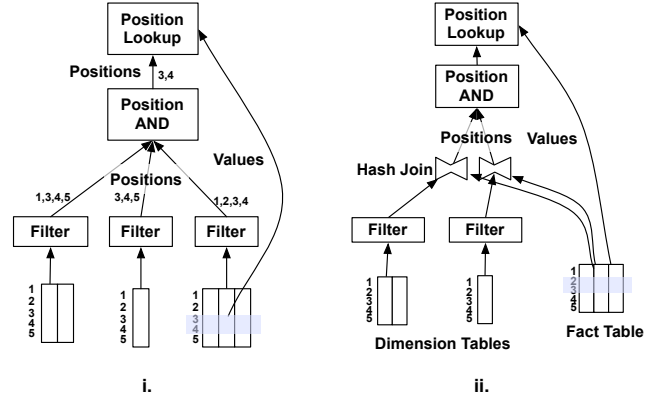 Position
Lookup
Positions
3,4
Position
AND
Values
Positions
1,3,4,5
3,4,5
1,2,3,4
Filter
Filter
Filter
1
2
3
4
5
1
2
3
4
5
1
2
3
4
5
i.
Position
Lookup
Position
AND
Positions
Values
Hash Join
Filter
Filter
1
2
3
4
5
1
2
3
4
5
1
2
3
4
5
Dimension Tables
Fact Table
ii.